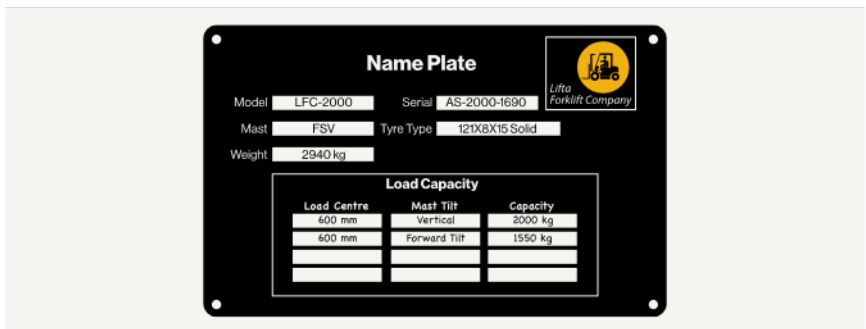 Name Plate
Lifta
Forklift Company
Model LFC-2000 Serial AS-2000-1690
Mast FSV Tyre Type 121X8X15 Solid
Weight 2940 kg
Load Capacity
Load Centre Mast Tilt Capacity
600 mm Vertical 2000 kg
600 mm Forward Tilt 1550 kg